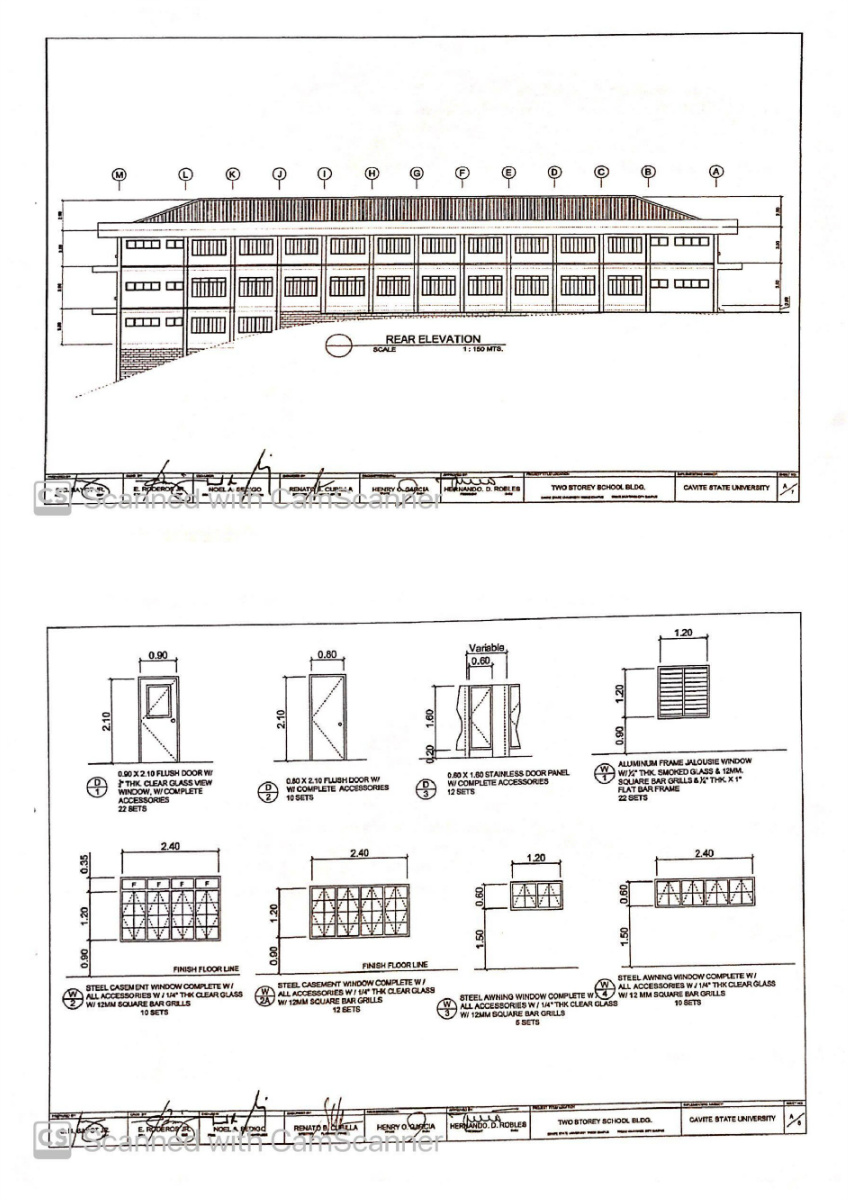 M L K J I H G F E D C B A
REAR ELEVATION
SCALE 1 : 150 MTS.
E. RODEROS JR.
NOEL A. BEDIGO
RENATO B. CUBILLA
HENRY O. GARCIA
HERNANDO. D. ROBLES
TWO STOREY SCHOOL BLDG.
CAVITE STATE UNIVERSITY
A/7
CS Scanned with CamScanner
0.90
2.10
D
1
0.90 X 2.10 FLUSH DOOR W/
THK. CLEAR GLASS VIEW
WINDOW, W/ COMPLETE
ACCESSORIES
22 SETS
0.80
2.10
D
2
0.80 X 2.10 FLUSH DOOR W/
W/ COMPLETE ACCESSORIES
10 SETS
Variable
0.60
1.60
0.20
D
3
0.60 X 1.60 STAINLESS DOOR PANEL
W/ COMPLETE ACCESSORIES
12 SETS
1.20
1.20
0.90
W
1
ALUMINUM FRAME JALOUSIE WINDOW
W/ ¼" THK. SMOKED GLASS & 12MM.
SQUARE BAR GRILLS & ¼" THK. X 1"
FLAT BAR FRAME
22 SETS
2.40
0.35
1.20
0.90
F F F F
FINISH FLOOR LINE
W
2
STEEL CASEMENT WINDOW COMPLETE W/
ALL ACCESSORIES W/ 1/4" THK CLEAR GLASS
W/ 12MM SQUARE BAR GRILLS
10 SETS
2.40
1.20
0.90
FINISH FLOOR LINE
W
2A
STEEL CASEMENT WINDOW COMPLETE W/
ALL ACCESSORIES W/ 1/4" THK CLEAR GLASS
W/ 12MM SQUARE BAR GRILLS
12 SETS
1.20
0.60
1.50
W
3
STEEL AWNING WINDOW COMPLETE W/
ALL ACCESSORIES W/ 1/4" THK CLEAR GLASS
W/ 12MM SQUARE BAR GRILLS
2.40
0.60
1.50
W
4
STEEL AWNING WINDOW COMPLETE W/
ALL ACCESSORIES W/ 1/4" THK CLEAR GLASS
W/ 12 MM SQUARE BAR GRILLS
10 SETS
E. RODEROS JR.
NOEL A. BEDIGO
RENATO B. CUBILLA
HENRY O. GARCIA
HERNANDO. D. ROBLES
TWO STOREY SCHOOL BLDG.
CAVITE STATE UNIVERSITY
CS Scanned with CamScanner